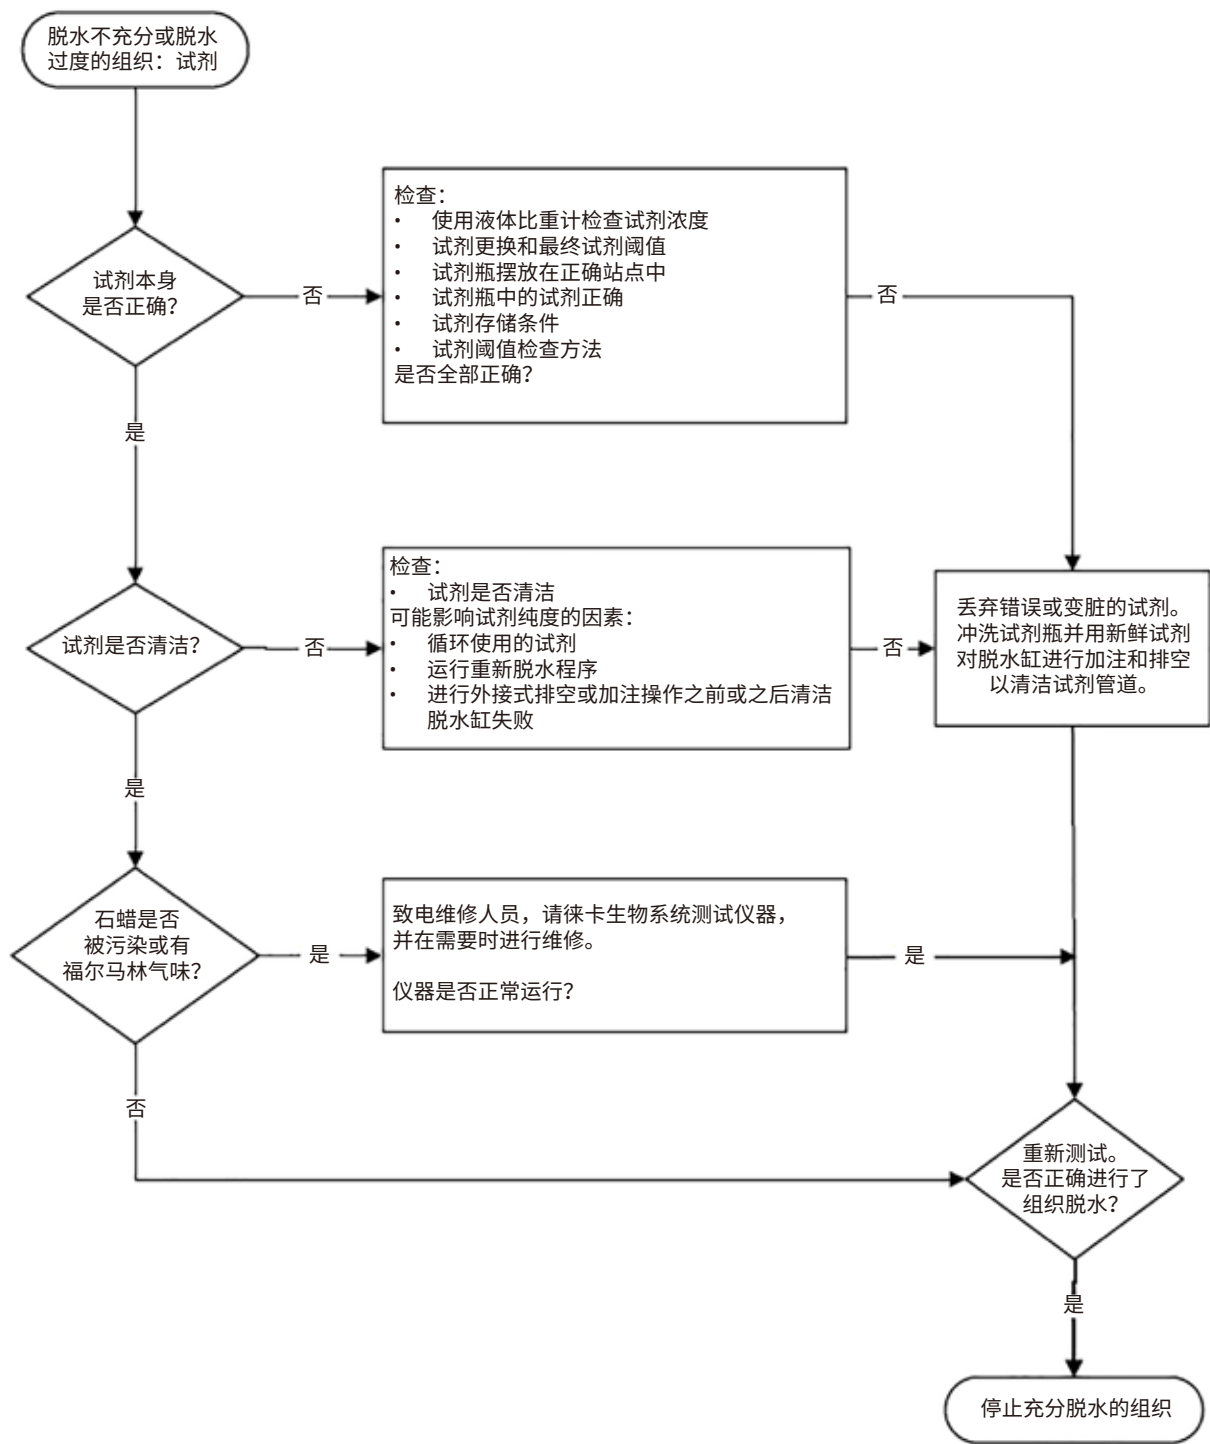 脱水不充分或脱水
过度的组织：试剂
检查：
• 使用液体比重计检查试剂浓度
• 试剂更换和最终试剂阈值
• 试剂瓶摆放在正确站点中
• 试剂瓶中的试剂正确
• 试剂存储条件
• 试剂阈值检查方法
是否全部正确？
试剂本身
是否正确？
否
否
是
检查：
• 试剂是否清洁
可能影响试剂纯度的因素：
• 循环使用的试剂
• 运行重新脱水程序
• 进行外接式排空或加注操作之前或之后清洁
脱水缸失败
试剂是否清洁？
否
否
丢弃错误或变脏的试剂。
冲洗试剂瓶并用新鲜试剂
对脱水缸进行加注和排空
以清洁试剂管道。
是
石蜡是否
被污染或有
福尔马林气味？
是
致电维修人员，请徕卡生物系统测试仪器，
并在需要时进行维修。
仪器是否正常运行？
是
否
重新测试。
是否正确进行了
组织脱水？
是
停止充分脱水的组织